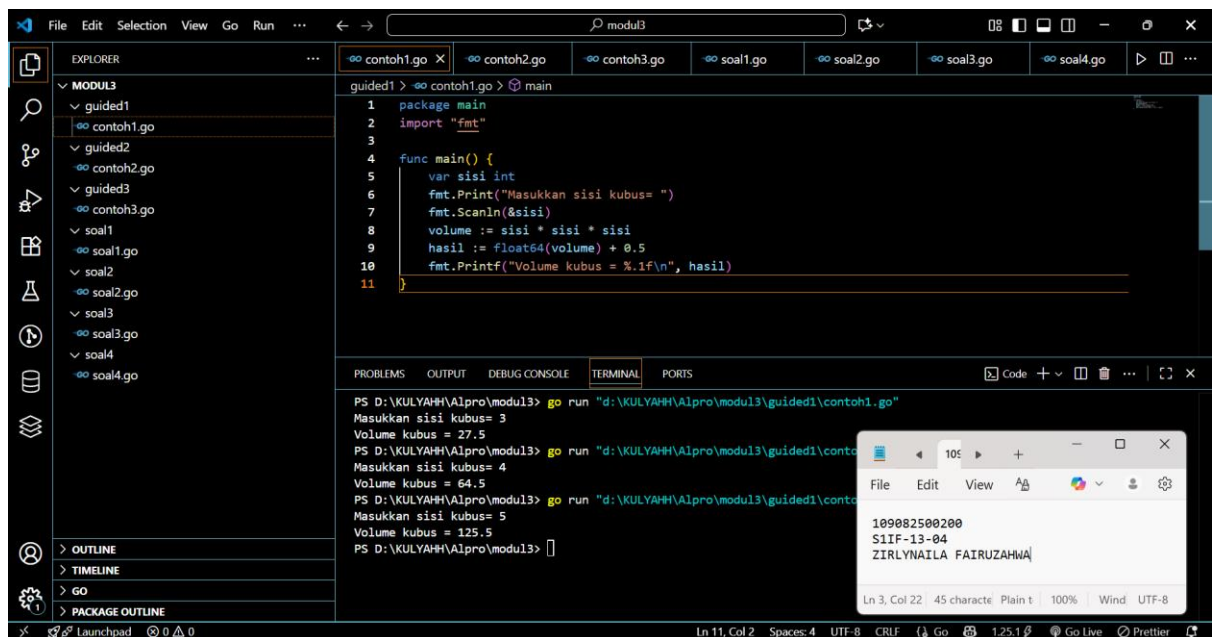 File Edit Selection View Go Run ··· modul3
EXPLORER ···
MODUL3
guided1
contoh1.go
guided2
contoh2.go
guided3
contoh3.go
soal1
soal1.go
soal2
soal2.go
soal3
soal3.go
soal4
soal4.go
OUTLINE
TIMELINE
GO
PACKAGE OUTLINE
contoh1.go contoh2.go contoh3.go soal1.go soal2.go soal3.go soal4.go ···
guided1 > contoh1.go > main
1 package main
2 import "fmt"
3
4 func main() {
5 var sisi int
6 fmt.Print("Masukkan sisi kubus= ")
7 fmt.Scanln(&sisi)
8 volume := sisi * sisi * sisi
9 hasil := float64(volume) + 0.5
10 fmt.Printf("Volume kubus = %.1f\n", hasil)
11 }
PROBLEMS OUTPUT DEBUG CONSOLE TERMINAL PORTS Code ···
PS D:\KULYAHH\Alpro\modul3> go run "d:\KULYAHH\Alpro\modul3\guided1\contoh1.go"
Masukkan sisi kubus= 3
Volume kubus = 27.5
PS D:\KULYAHH\Alpro\modul3> go run "d:\KULYAHH\Alpro\modul3\guided1\conto
Masukkan sisi kubus= 4
Volume kubus = 64.5
PS D:\KULYAHH\Alpro\modul3> go run "d:\KULYAHH\Alpro\modul3\guided1\conto
Masukkan sisi kubus= 5
Volume kubus = 125.5
PS D:\KULYAHH\Alpro\modul3>
109
File Edit View
109082500200
S1IF-13-04
ZIRLYNAILA FAIRUZAHWA
Ln 3, Col 22 45 characte Plain t 100% Wind UTF-8
Launchpad 0 0 Ln 11, Col 2 Spaces: 4 UTF-8 CRLF Go 1.25.1 Go Live Prettier